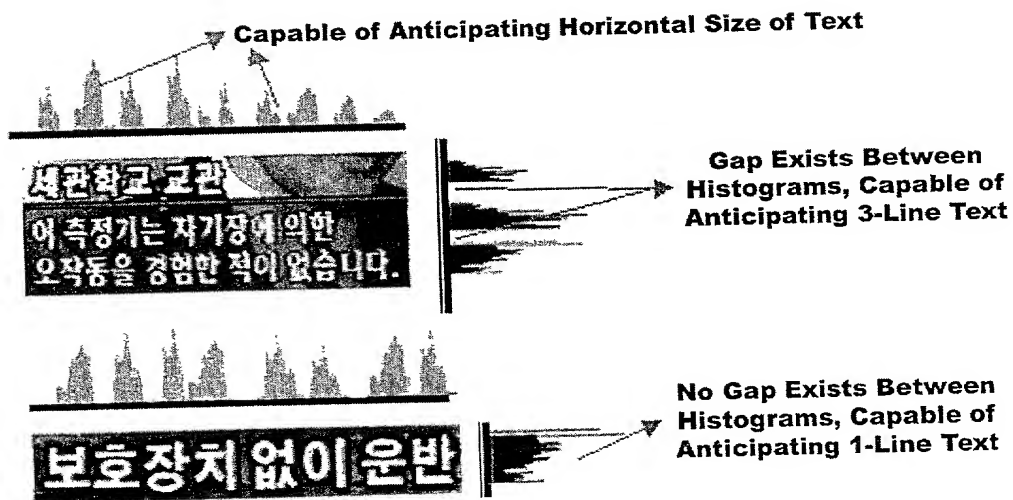 Capable of Anticipating Horizontal Size of Text
Gap Exists Between
Histograms, Capable of
Anticipating 3-Line Text
세관학교 교관
이 측정기는 자기장에 의한
오작동을 경험한 적이 없습니다.
No Gap Exists Between
Histograms, Capable of
Anticipating 1-Line Text
보호장치 없이 운반